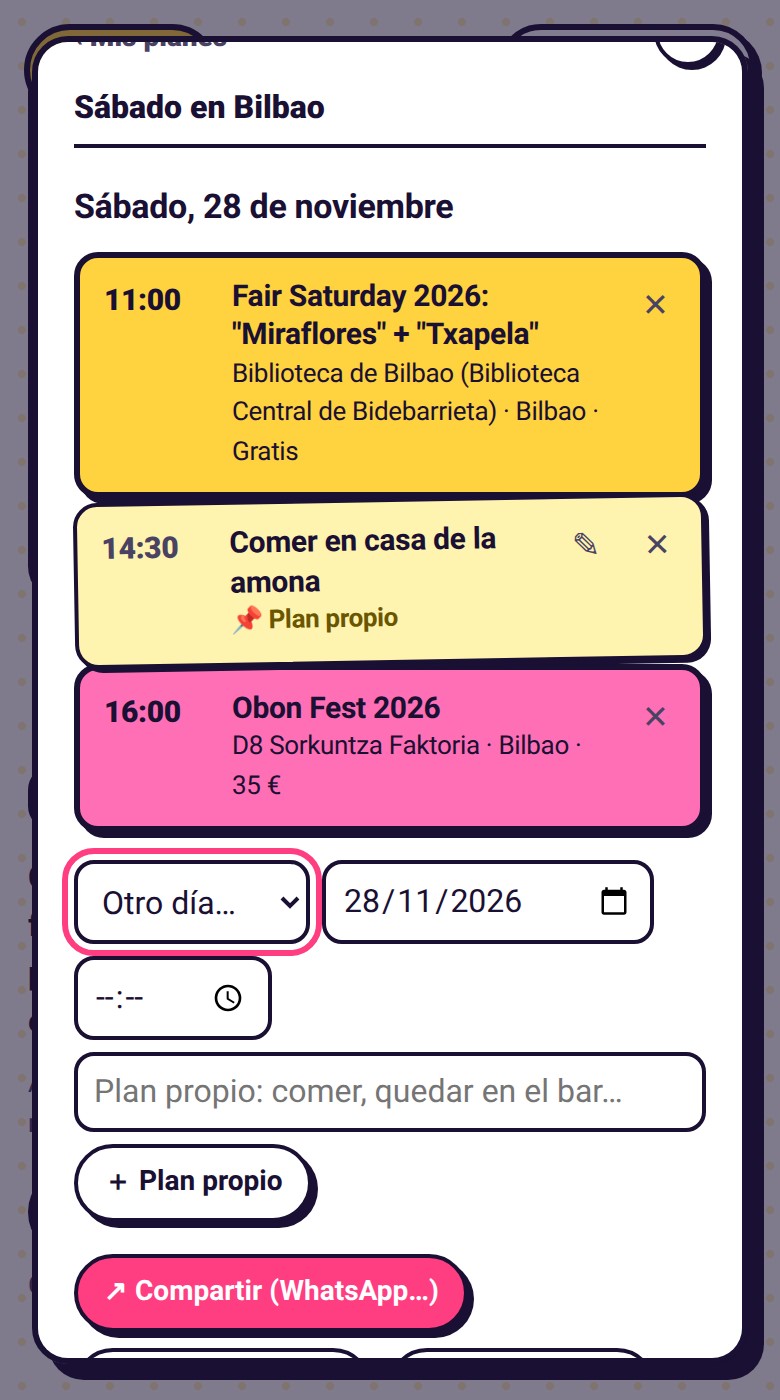 ‹ Mis planes
Sábado en Bilbao
Sábado, 28 de noviembre
11:00
Fair Saturday 2026:
"Miraflores" + "Txapela"
✕
Biblioteca de Bilbao (Biblioteca
Central de Bidebarrieta) · Bilbao ·
Gratis
14:30
Comer en casa de la
amona
✎ ✕
📌 Plan propio
16:00
Obon Fest 2026
✕
D8 Sorkuntza Faktoria · Bilbao ·
35 €
Otro día…
28/11/2026
--:--
Plan propio: comer, quedar en el bar…
+ Plan propio
↗ Compartir (WhatsApp…)